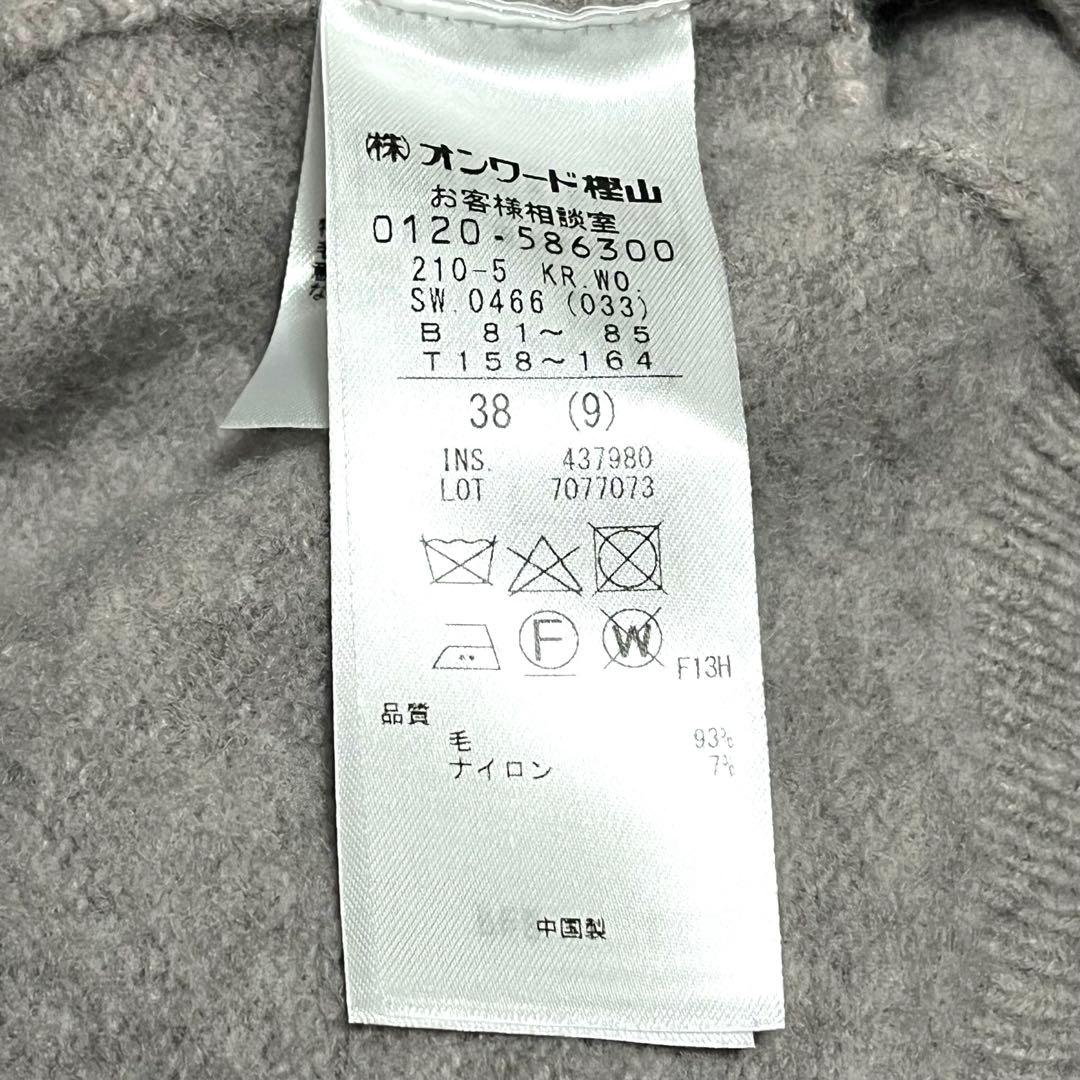 (株)オンワード樫山
お客様相談室
0120-586300
210-5 KR.WO.
SW.0466 (033)
B 81～ 85
T158～164
38 (9)
INS. 437980
LOT 7077073
F W F13H
品質
毛 93%
ナイロン 7%
中国製